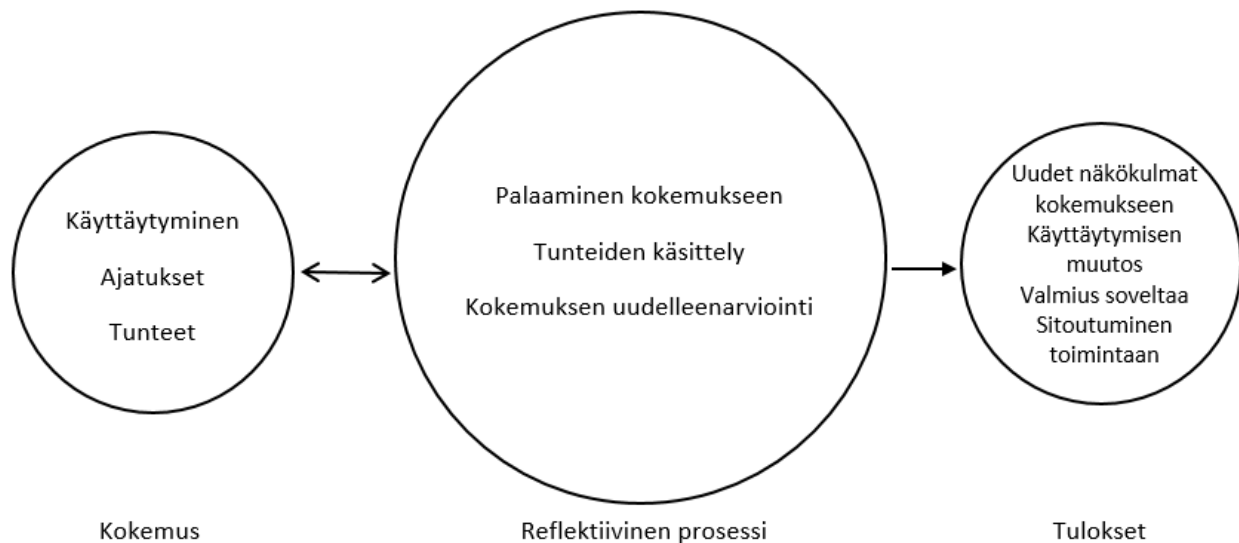 Käyttäytyminen
Ajatukset
Tunteet
Palaaminen kokemukseen
Tunteiden käsittely
Kokemuksen uudelleenarviointi
Uudet näkökulmat
kokemukseen
Käyttäytymisen
muutos
Valmius soveltaa
Sitoutuminen
toimintaan
Kokemus
Reflektiivinen prosessi
Tulokset